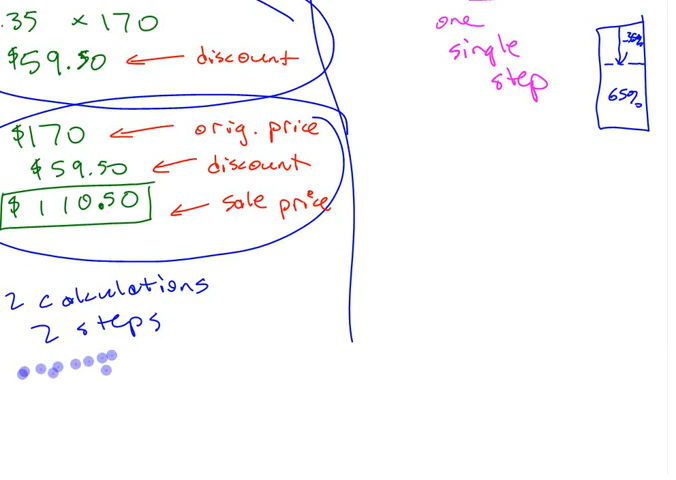 .35 × 170
$59.50 ← discount
$170 ← orig. price
$59.50 ← discount
$110.50 ← sale price
2 calculations
2 steps
one
single
step
35%
65%